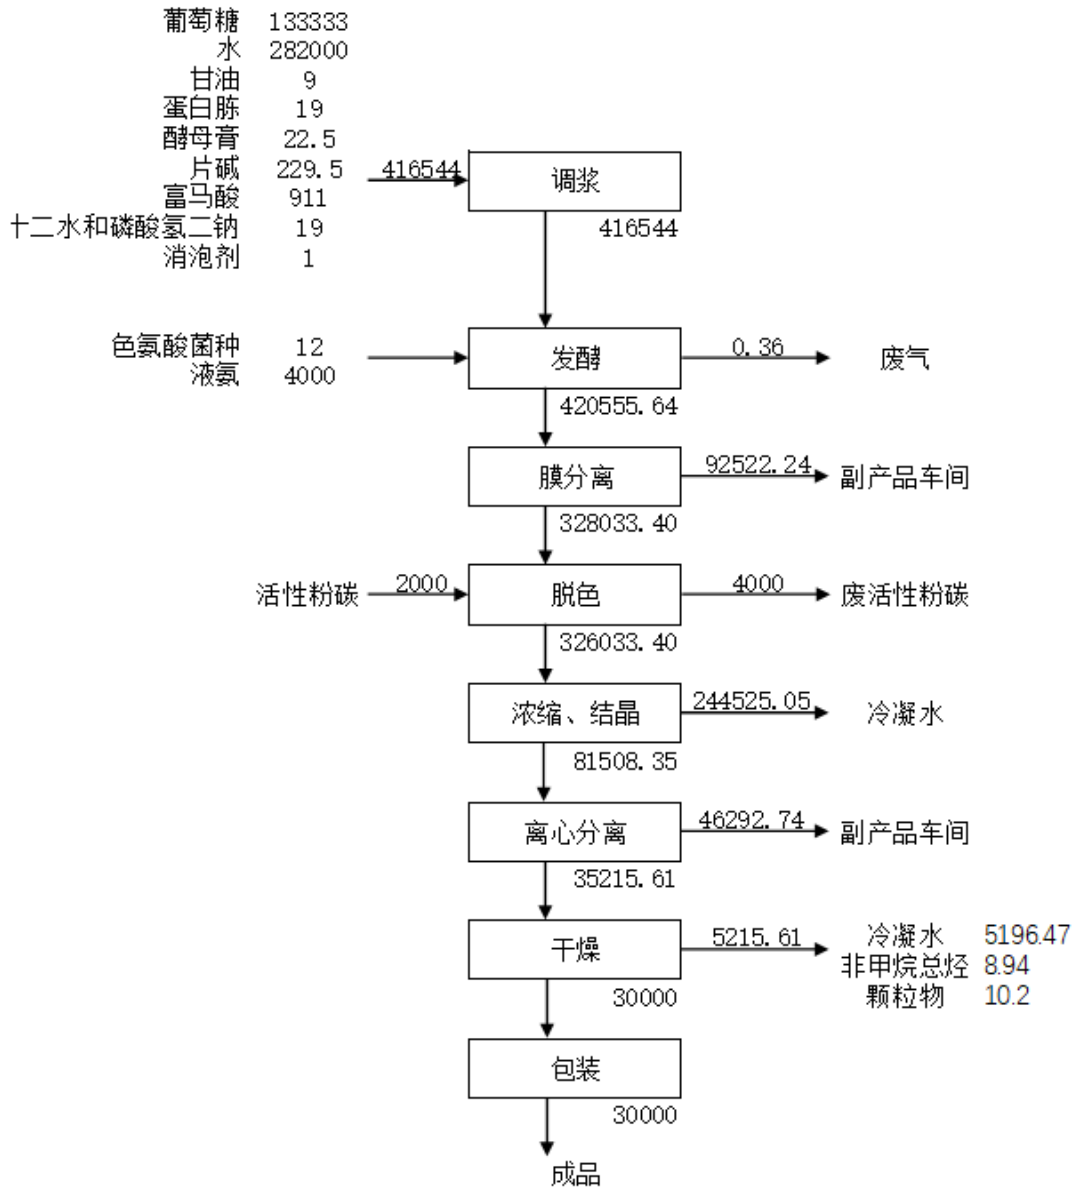 葡萄糖 133333
水 282000
甘油 9
蛋白胨 19
酵母膏 22.5
片碱 229.5
富马酸 911
十二水和磷酸氢二钠 19
消泡剂 1
416544
调浆
416544
色氨酸菌种 12
液氨 4000
发酵
0.36
废气
420555.64
膜分离
92522.24
副产品车间
328033.40
活性粉碳
2000
脱色
4000
废活性粉碳
326033.40
浓缩、结晶
244525.05
冷凝水
81508.35
离心分离
46292.74
副产品车间
35215.61
干燥
5215.61
冷凝水 5196.47
非甲烷总烃 8.94
颗粒物 10.2
30000
包装
30000
成品